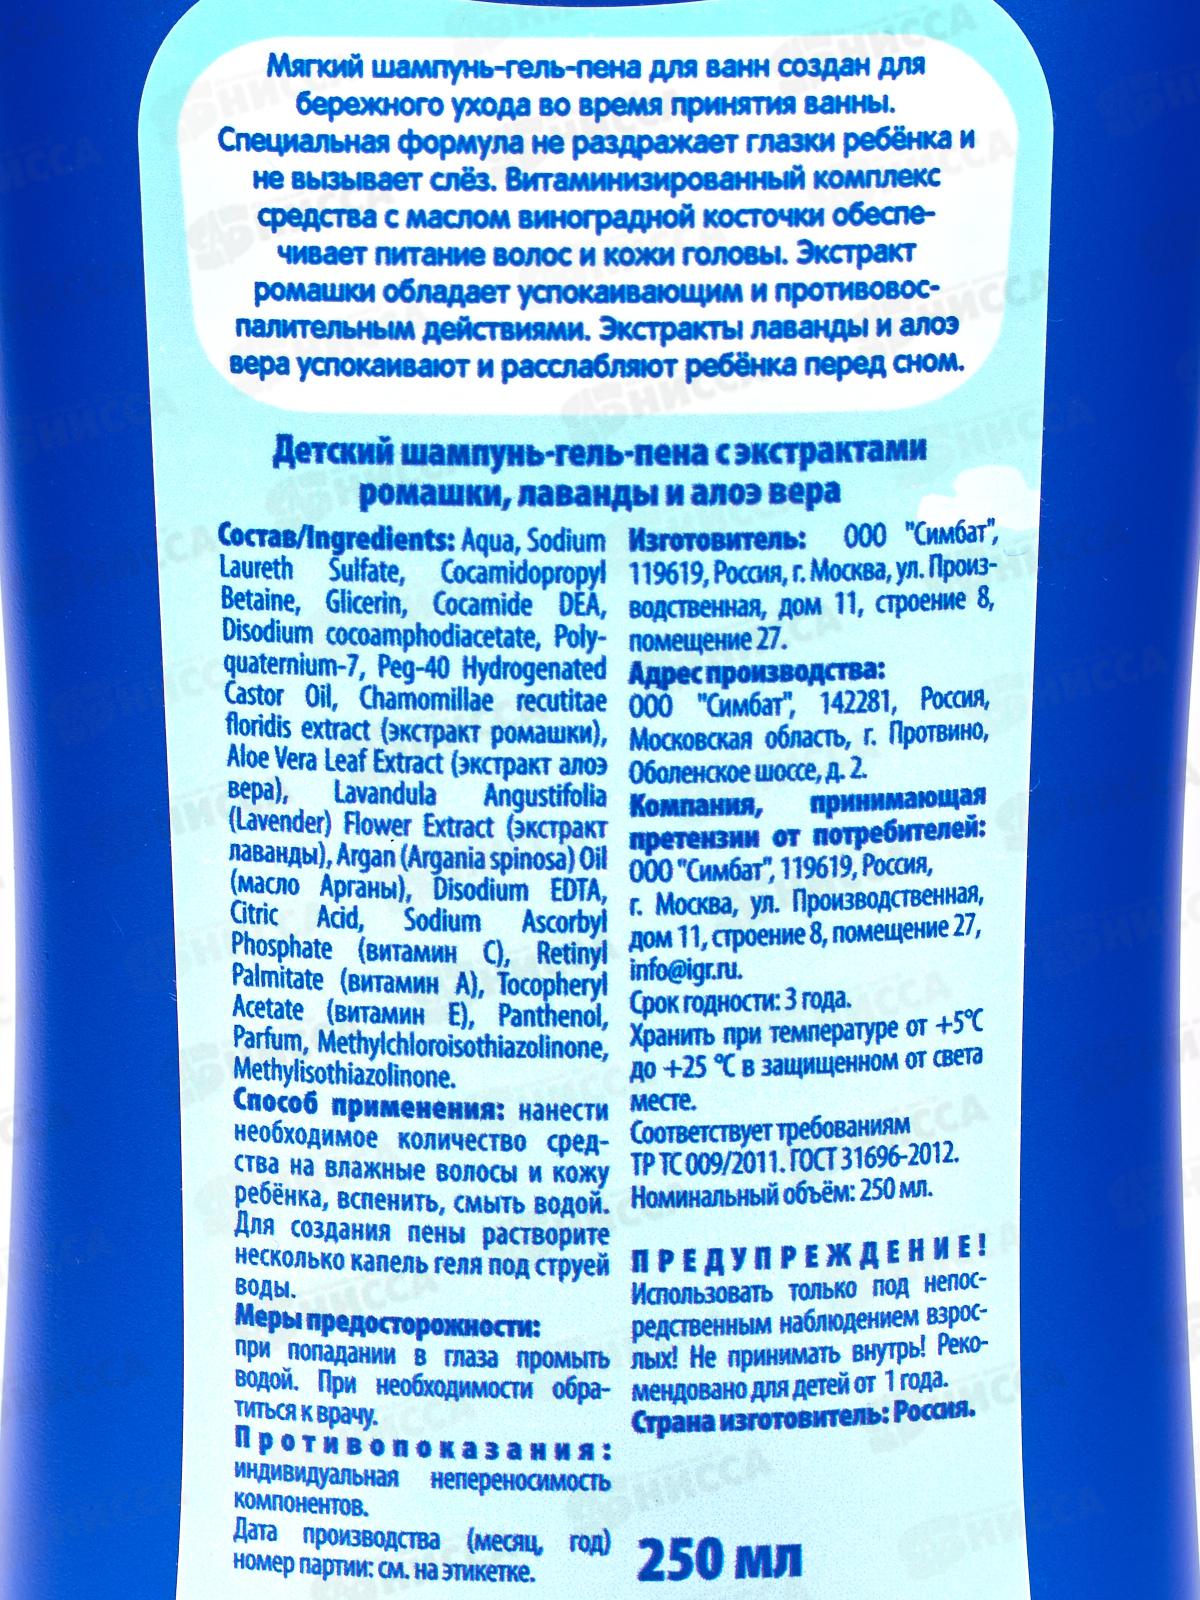 Мягкий шампунь-гель-пена для ванн создан для
бережного ухода во время принятия ванны.
Специальная формула не раздражает глазки ребёнка и
не вызывает слёз. Витаминизированный комплекс
средства с маслом виноградной косточки обеспе-
чивает питание волос и кожи головы. Экстракт
ромашки обладает успокаивающим и противовос-
палительным действиями. Экстракты лаванды и алоэ
вера успокаивают и расслабляют ребёнка перед сном.
Детский шампунь-гель-пена с экстрактами
ромашки, лаванды и алоэ вера
Состав/Ingredients: Aqua, Sodium
Laureth Sulfate, Cocamidopropyl
Betaine, Glicerin, Cocamide DEA,
Disodium cocoamphodiacetate, Poly-
quaternium-7, Peg-40 Hydrogenated
Castor Oil, Chamomillae recutitae
floridis extract (экстракт ромашки),
Aloe Vera Leaf Extract (экстракт алоэ
вера), Lavandula Angustifolia
(Lavender) Flower Extract (экстракт
лаванды), Argan (Argania spinosa) Oil
(масло Арганы), Disodium EDTA,
Citric Acid, Sodium Ascorbyl
Phosphate (витамин C), Retinyl
Palmitate (витамин A), Tocopheryl
Acetate (витамин E), Panthenol,
Parfum, Methylchloroisothiazolinone,
Methylisothiazolinone.
Способ применения: нанести
необходимое количество сред-
ства на влажные волосы и кожу
ребёнка, вспенить, смыть водой.
Для создания пены растворите
несколько капель геля под струей
воды.
Меры предосторожности:
при попадании в глаза промыть
водой. При необходимости обра-
титься к врачу.
Противопоказания:
индивидуальная непереносимость
компонентов.
Дата производства (месяц, год)
номер партии: см. на этикетке.
Изготовитель: ООО "Симбат",
119619, Россия, г. Москва, ул. Произ-
водственная, дом 11, строение 8,
помещение 27.
Адрес производства:
ООО "Симбат", 142281, Россия,
Московская область, г. Протвино,
Оболенское шоссе, д. 2.
Компания, принимающая
претензии от потребителей:
ООО "Симбат", 119619, Россия,
г. Москва, ул. Производственная,
дом 11, строение 8, помещение 27,
info@igr.ru.
Срок годности: 3 года.
Хранить при температуре от +5°C
до +25 °C в защищенном от света
месте.
Соответствует требованиям
ТР ТС 009/2011. ГОСТ 31696-2012.
Номинальный объём: 250 мл.
ПРЕДУПРЕЖДЕНИЕ!
Использовать только под непос-
редственным наблюдением взрос-
лых! Не принимать внутрь! Реко-
мендовано для детей от 1 года.
Страна изготовитель: Россия.
250 мл